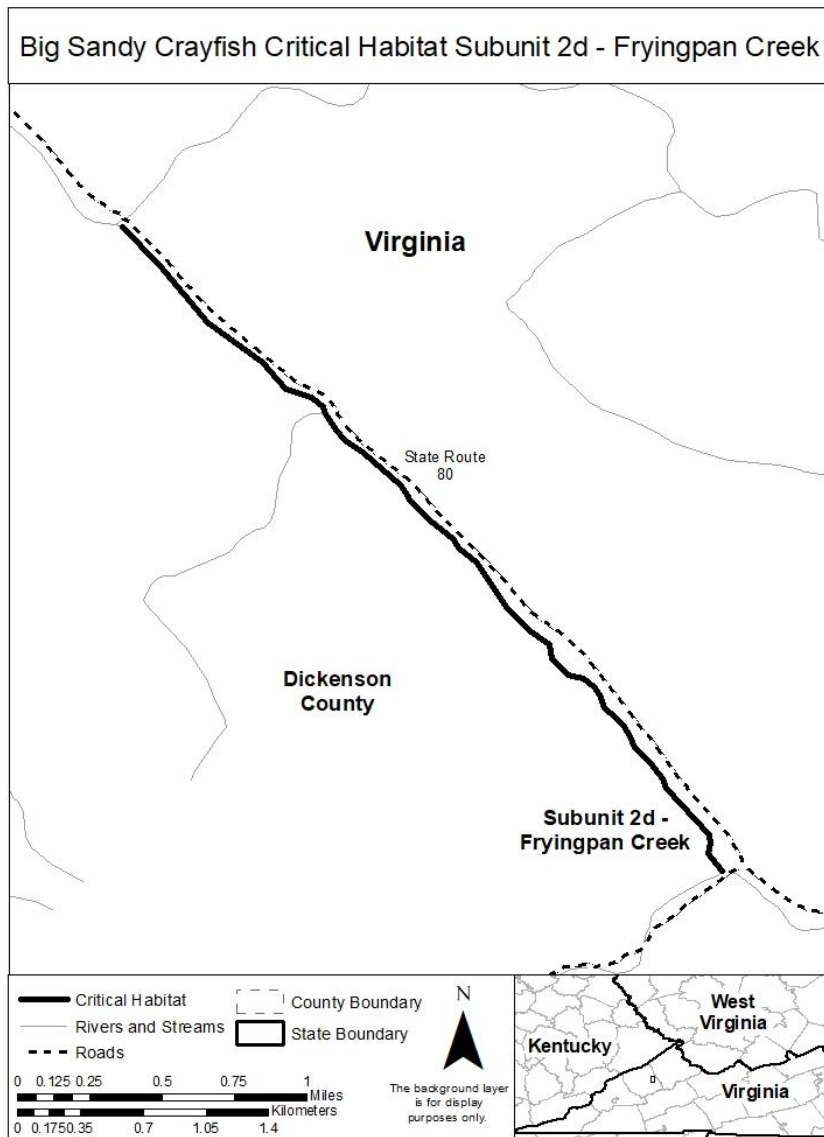 Big Sandy Crayfish Critical Habitat Subunit 2d - Fryingpan Creek
Virginia
State Route
80
Dickenson
County
Subunit 2d -
Fryingpan Creek
Critical Habitat
Rivers and Streams
Roads
County Boundary
State Boundary
N
The background layer
is for display
purposes only.
0 0.125 0.25 0.5 0.75 1
Miles
Kilometers
0 0.1750.35 0.7 1.05 1.4
West
Virginia
Kentucky
Virginia